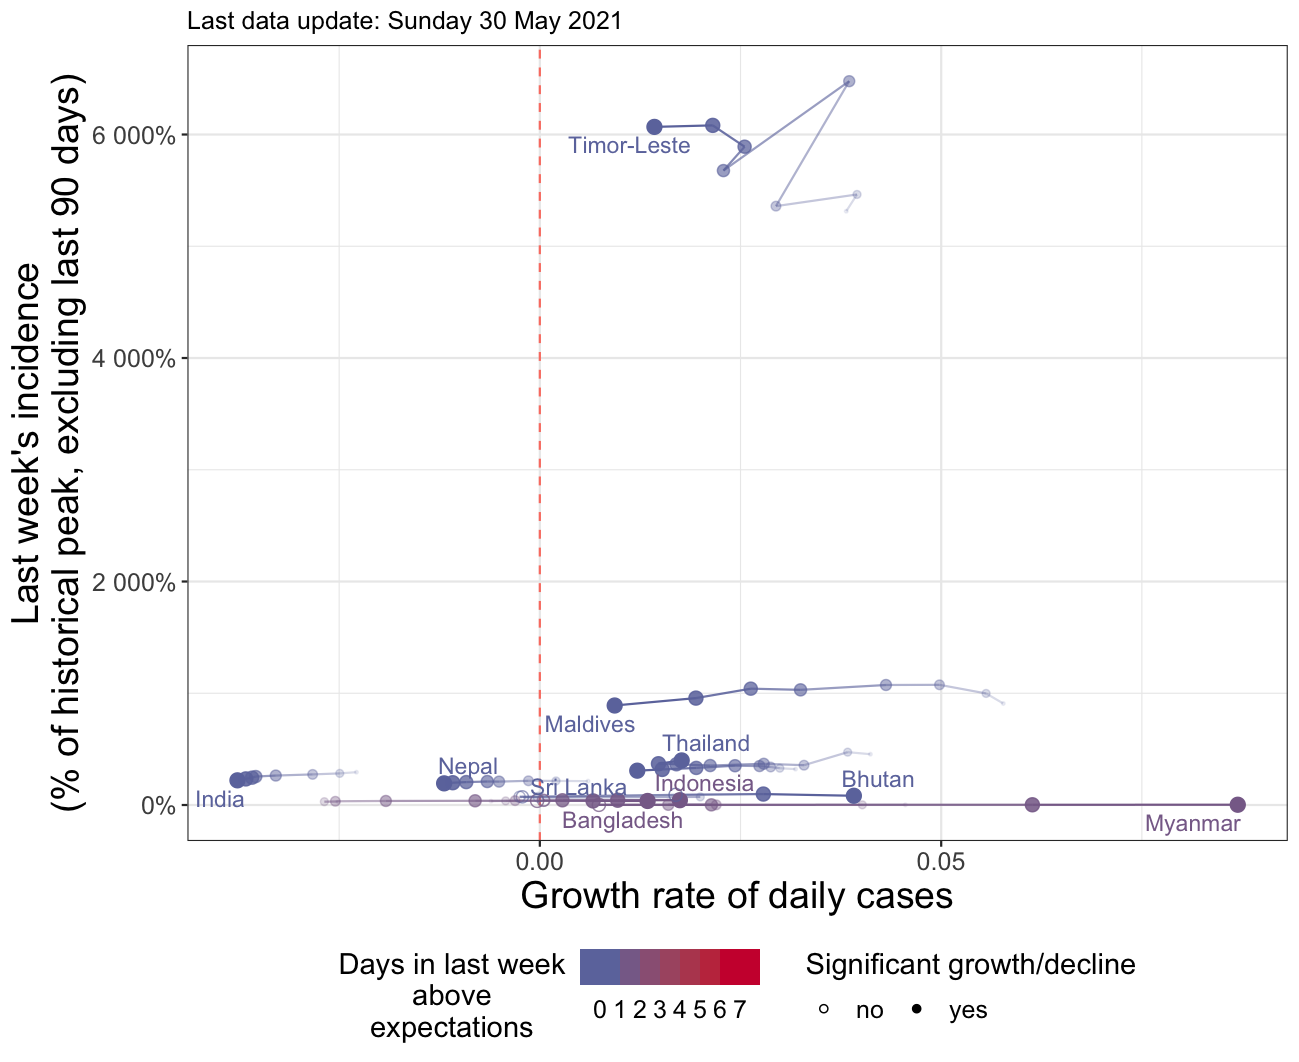 Last data update: Sunday 30 May 2021
Last week's incidence
(% of historical peak, excluding last 90 days)
6 000%
4 000%
2 000%
0%
Timor-Leste
Maldives
Thailand
Nepal
Sri Lanka
Indonesia
Bhutan
India
Bangladesh
Myanmar
0.00
0.05
Growth rate of daily cases
Days in last week
above
expectations
0 1 2 3 4 5 6 7
Significant growth/decline
no
yes